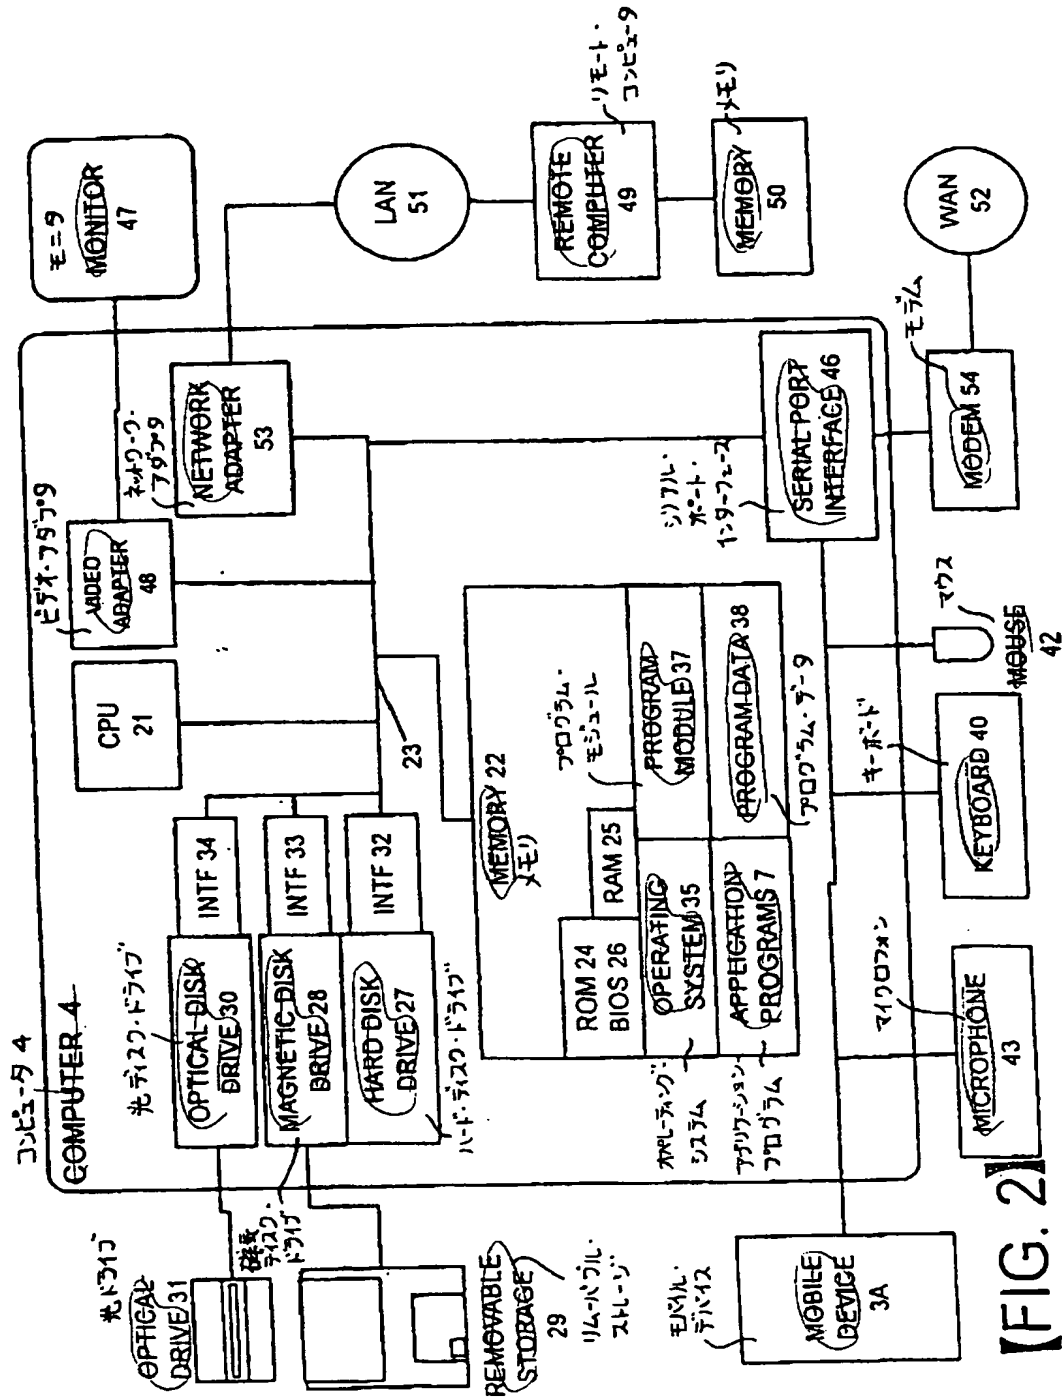 コンピュータ 4
COMPUTER 4
光ドライブ
OPTICAL
DRIVE 31
光ディスク・ドライブ
OPTICAL DISK
DRIVE 30
INTF 34
CPU
21
ビデオ・アダプタ
VIDEO
ADAPTER
48
ネットワーク・
アダプタ
NETWORK
ADAPTER
53
モニタ
MONITOR
47
磁気
ディスク・
ドライブ
MAGNETIC DISK
DRIVE 28
INTF 33
HARD DISK
DRIVE 27
INTF 32
ハード・ディスク・ドライブ
23
LAN
51
REMOVABLE
STORAGE
29
リムーバブル・
ストレージ
MEMORY 22
メモリ
ROM 24
BIOS 26
RAM 25
プログラム・
モジュール
OPERATING
SYSTEM 35
PROGRAM
MODULE 37
オペレーティング・
システム
APPLICATION
PROGRAMS 7
PROGRAM DATA 38
アプリケーション・
プログラム
プログラム・データ
REMOTE
COMPUTER
49
リモート・
コンピュータ
MEMORY
50
メモリ
シリアル・
ポート・
インターフェース
SERIAL PORT
INTERFACE 46
モバイル・
デバイス
MOBILE
DEVICE
3A
マイクロフォン
MICROPHONE
43
キーボード
KEYBOARD 40
マウス
MOUSE
42
モデム
MODEM 54
WAN
52
【FIG. 2】